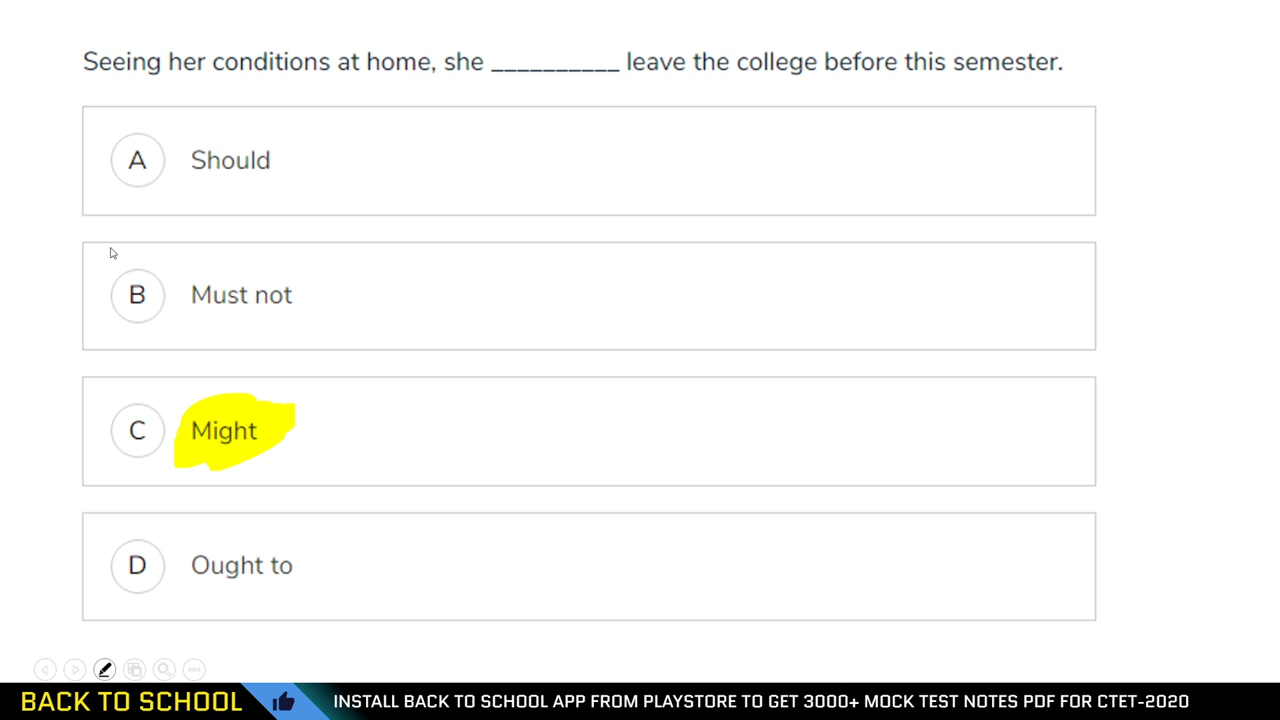 Seeing her conditions at home, she __________ leave the college before this semester.
A Should
B Must not
C Might
D Ought to
BACK TO SCHOOL INSTALL BACK TO SCHOOL APP FROM PLAYSTORE TO GET 3000+ MOCK TEST NOTES PDF FOR CTET-2020